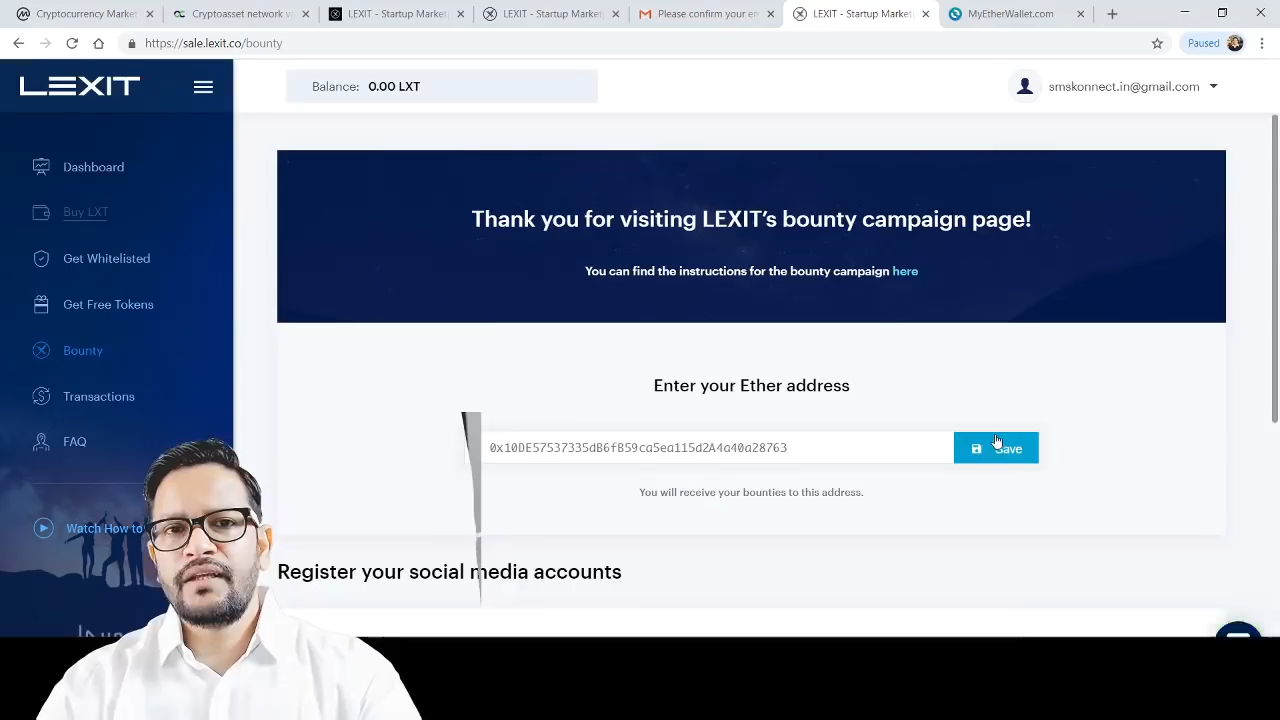 Cryptocurrency Market
Cryptoasset network v
LEXIT - Startup Market
LEXIT - Startup Market
Please confirm your em
LEXIT - Startup Market
MyEtherWallet.com
https://sale.lexit.co/bounty
Paused
LEXIT
Balance: 0.00 LXT
smskonnect.in@gmail.com
Dashboard
Buy LXT
Get Whitelisted
Get Free Tokens
Bounty
Transactions
FAQ
Watch How to
Thank you for visiting LEXIT’s bounty campaign page!
You can find the instructions for the bounty campaign here
Enter your Ether address
0x10DE57537335dB6fB59ca5ea115d2A4a40a28763
Save
You will receive your bounties to this address.
Register your social media accounts